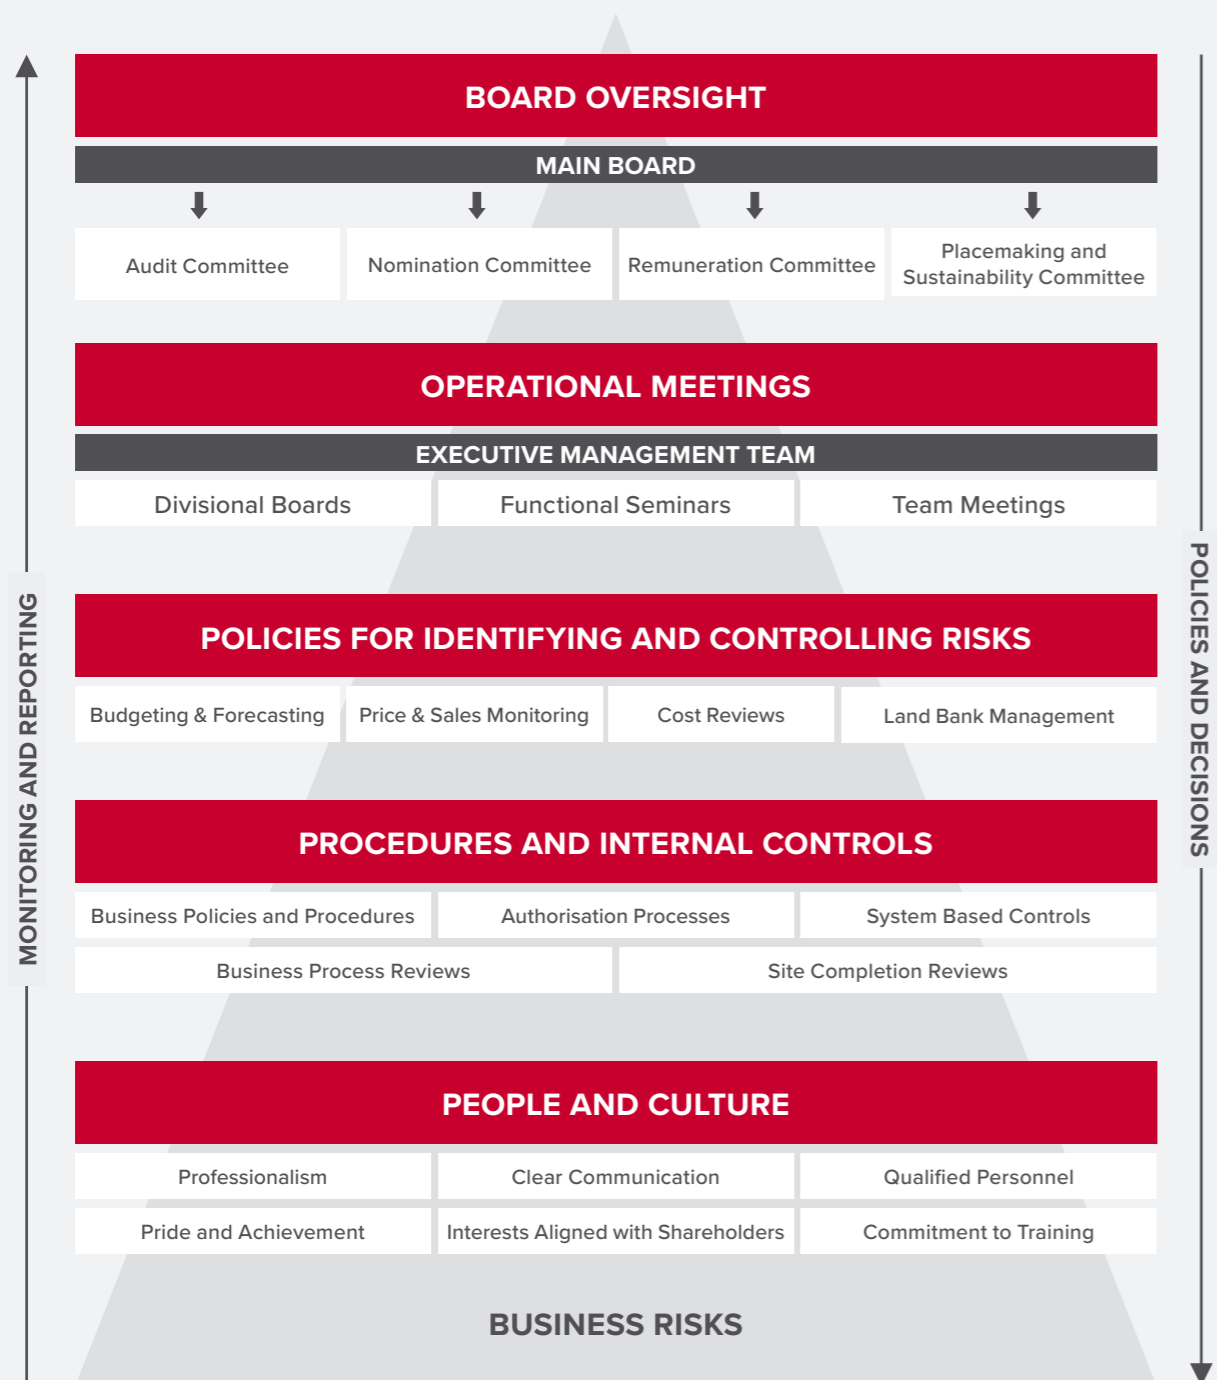 BOARD OVERSIGHT
MAIN BOARD
Audit Committee
Nomination Committee
Remuneration Committee
Placemaking and
Sustainability Committee
OPERATIONAL MEETINGS
EXECUTIVE MANAGEMENT TEAM
Divisional Boards
Functional Seminars
Team Meetings
POLICIES FOR IDENTIFYING AND CONTROLLING RISKS
Budgeting & Forecasting
Price & Sales Monitoring
Cost Reviews
Land Bank Management
PROCEDURES AND INTERNAL CONTROLS
Business Policies and Procedures
Authorisation Processes
System Based Controls
Business Process Reviews
Site Completion Reviews
PEOPLE AND CULTURE
Professionalism
Clear Communication
Qualified Personnel
Pride and Achievement
Interests Aligned with Shareholders
Commitment to Training
BUSINESS RISKS
MONITORING AND REPORTING
POLICIES AND DECISIONS